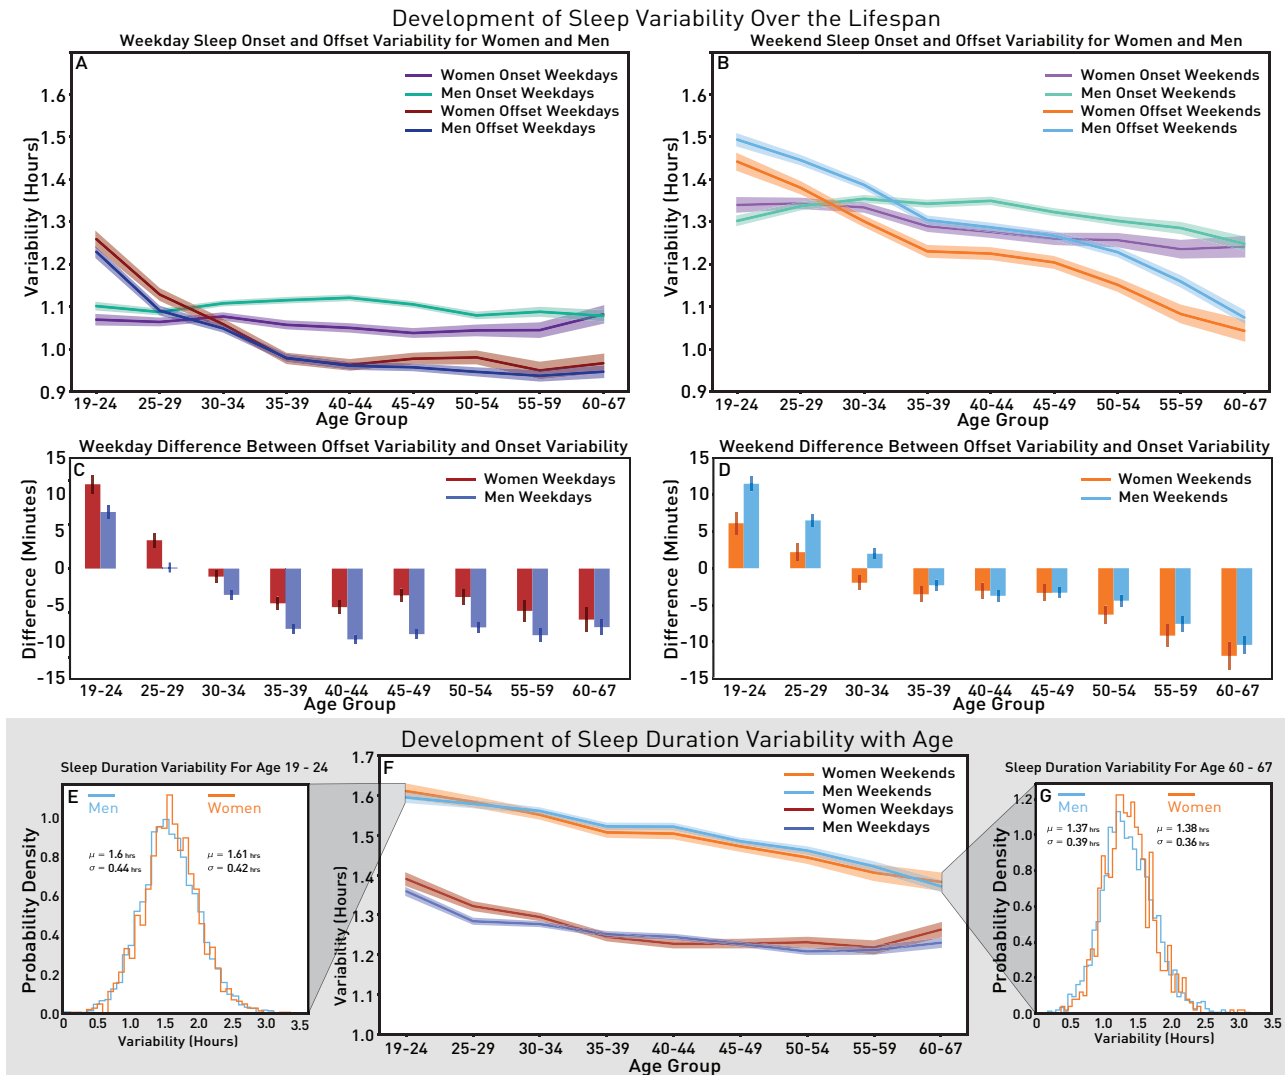 Development of Sleep Variability Over the Lifespan
Weekday Sleep Onset and Offset Variability for Women and Men
A
Women Onset Weekdays
Men Onset Weekdays
Women Offset Weekdays
Men Offset Weekdays
Variability (Hours)
1.6
1.5
1.4
1.3
1.2
1.1
1.0
0.9
19-24 25-29 30-34 35-39 40-44 45-49 50-54 55-59 60-67
Age Group
Weekend Sleep Onset and Offset Variability for Women and Men
B
Women Onset Weekends
Men Onset Weekends
Women Offset Weekends
Men Offset Weekends
Variability (Hours)
1.6
1.5
1.4
1.3
1.2
1.1
1.0
0.9
19-24 25-29 30-34 35-39 40-44 45-49 50-54 55-59 60-67
Age Group
Weekday Difference Between Offset Variability and Onset Variability
C
Women Weekdays
Men Weekdays
Difference (Minutes)
15
10
5
0
-5
-10
-15
19-24 25-29 30-34 35-39 40-44 45-49 50-54 55-59 60-67
Age Group
Weekend Difference Between Offset Variability and Onset Variability
D
Women Weekends
Men Weekends
Difference (Minutes)
15
10
5
0
-5
-10
-15
19-24 25-29 30-34 35-39 40-44 45-49 50-54 55-59 60-67
Age Group
Development of Sleep Duration Variability with Age
Sleep Duration Variability For Age 19 - 24
E
Men
Women
μ = 1.6 hrs
σ = 0.44 hrs
μ = 1.61 hrs
σ = 0.42 hrs
Probability Density
1.0
0.8
0.6
0.4
0.2
0.0
0 0.5 1.0 1.5 2.0 2.5 3.0 3.5
Variability (Hours)
F
Women Weekends
Men Weekends
Women Weekdays
Men Weekdays
Variability (Hours)
1.7
1.6
1.5
1.4
1.3
1.2
1.1
1.0
19-24 25-29 30-34 35-39 40-44 45-49 50-54 55-59 60-67
Age Group
Sleep Duration Variability For Age 60 - 67
G
Men
Women
μ = 1.37 hrs
σ = 0.39 hrs
μ = 1.38 hrs
σ = 0.36 hrs
Probability Density
1.2
1.0
0.8
0.6
0.4
0.2
0.0
0 0.5 1.0 1.5 2.0 2.5 3.0 3.5
Variability (Hours)